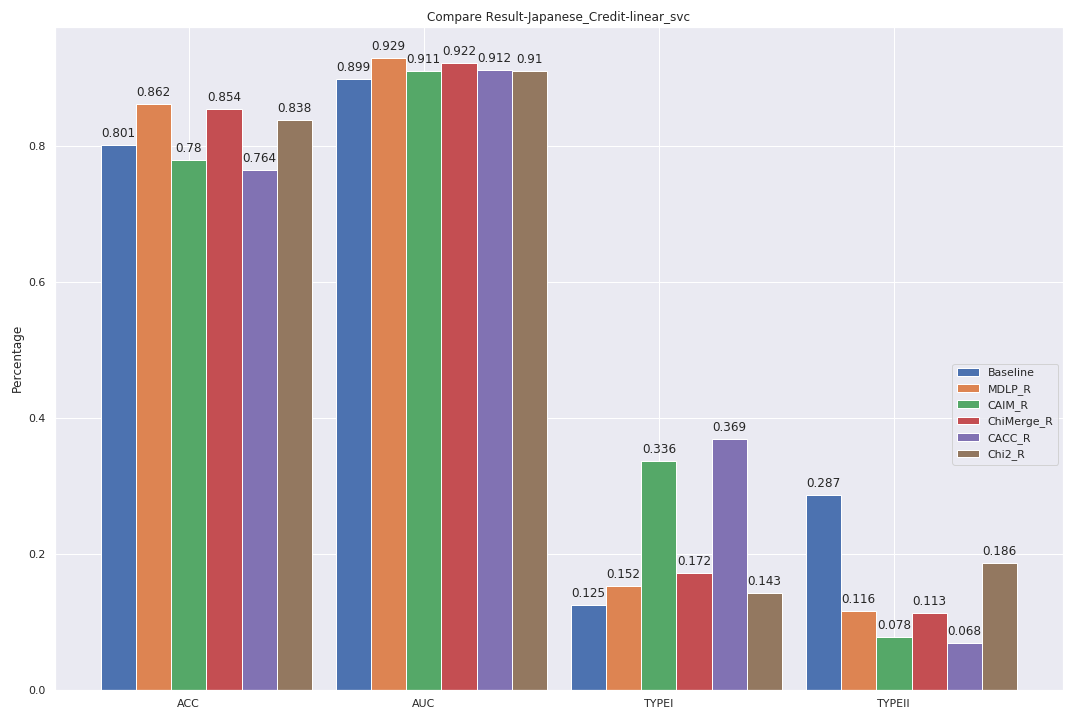 Compare Result-Japanese_Credit-linear_svc
Percentage
0.8
0.6
0.4
0.2
0.0
0.801
0.862
0.78
0.854
0.764
0.838
0.899
0.929
0.911
0.922
0.912
0.91
0.125
0.152
0.336
0.172
0.369
0.143
0.287
0.116
0.078
0.113
0.068
0.186
Baseline
MDLP_R
CAIM_R
ChiMerge_R
CACC_R
Chi2_R
ACC
AUC
TYPEI
TYPEII